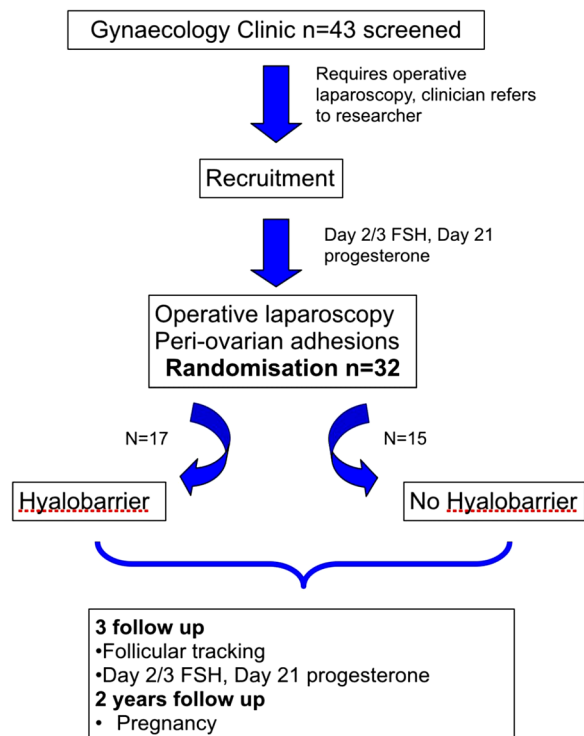 Gynaecology Clinic n=43 screened
Requires operative
laparoscopy, clinician refers
to researcher
Recruitment
Day 2/3 FSH, Day 21
progesterone
Operative laparoscopy
Peri-ovarian adhesions
Randomisation n=32
N=17
N=15
Hyalobarrier
No Hyalobarrier
3 follow up
•Follicular tracking
•Day 2/3 FSH, Day 21 progesterone
2 years follow up
• Pregnancy